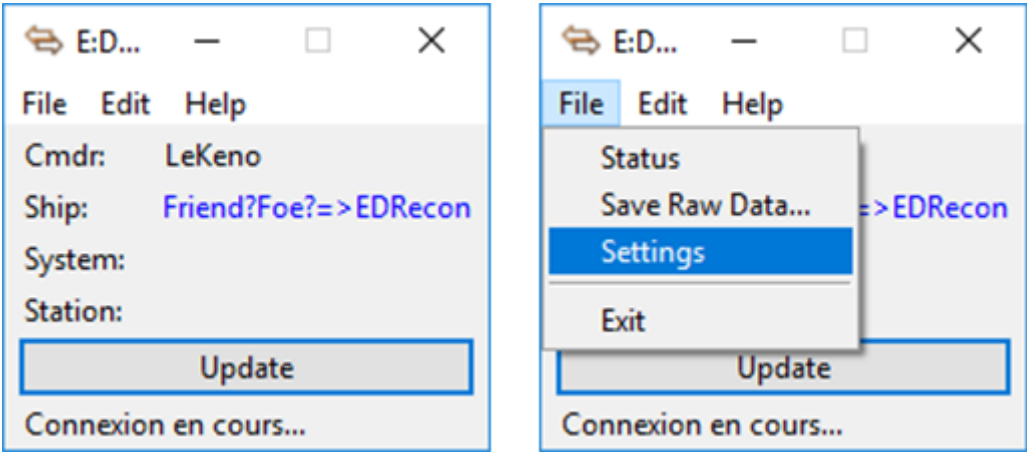 E:D...
File Edit Help
Cmdr: LeKeno
Ship: Friend?Foe?=>EDRecon
System:
Station:
Update
Connexion en cours...
E:D...
File Edit Help
Status
Save Raw Data...
=>EDRecon
Settings
Exit
Update
Connexion en cours...